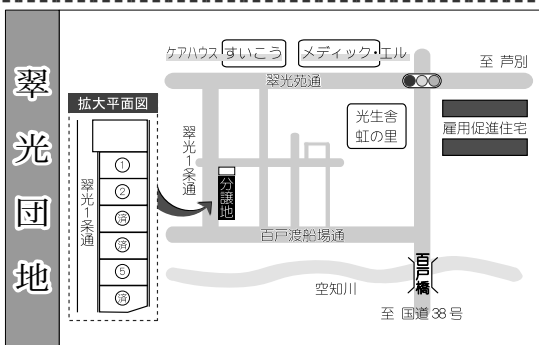 翠光団地
ケアハウス すいこう
メディック・エル
至 芦別
翠光苑通
拡大平面図
光生舎
虹の里
雇用促進住宅
翠光1条通
翠光1条通
①
②
済
済
⑤
済
分譲地
百戸渡船場通
百戸橋
空知川
至 国道38号